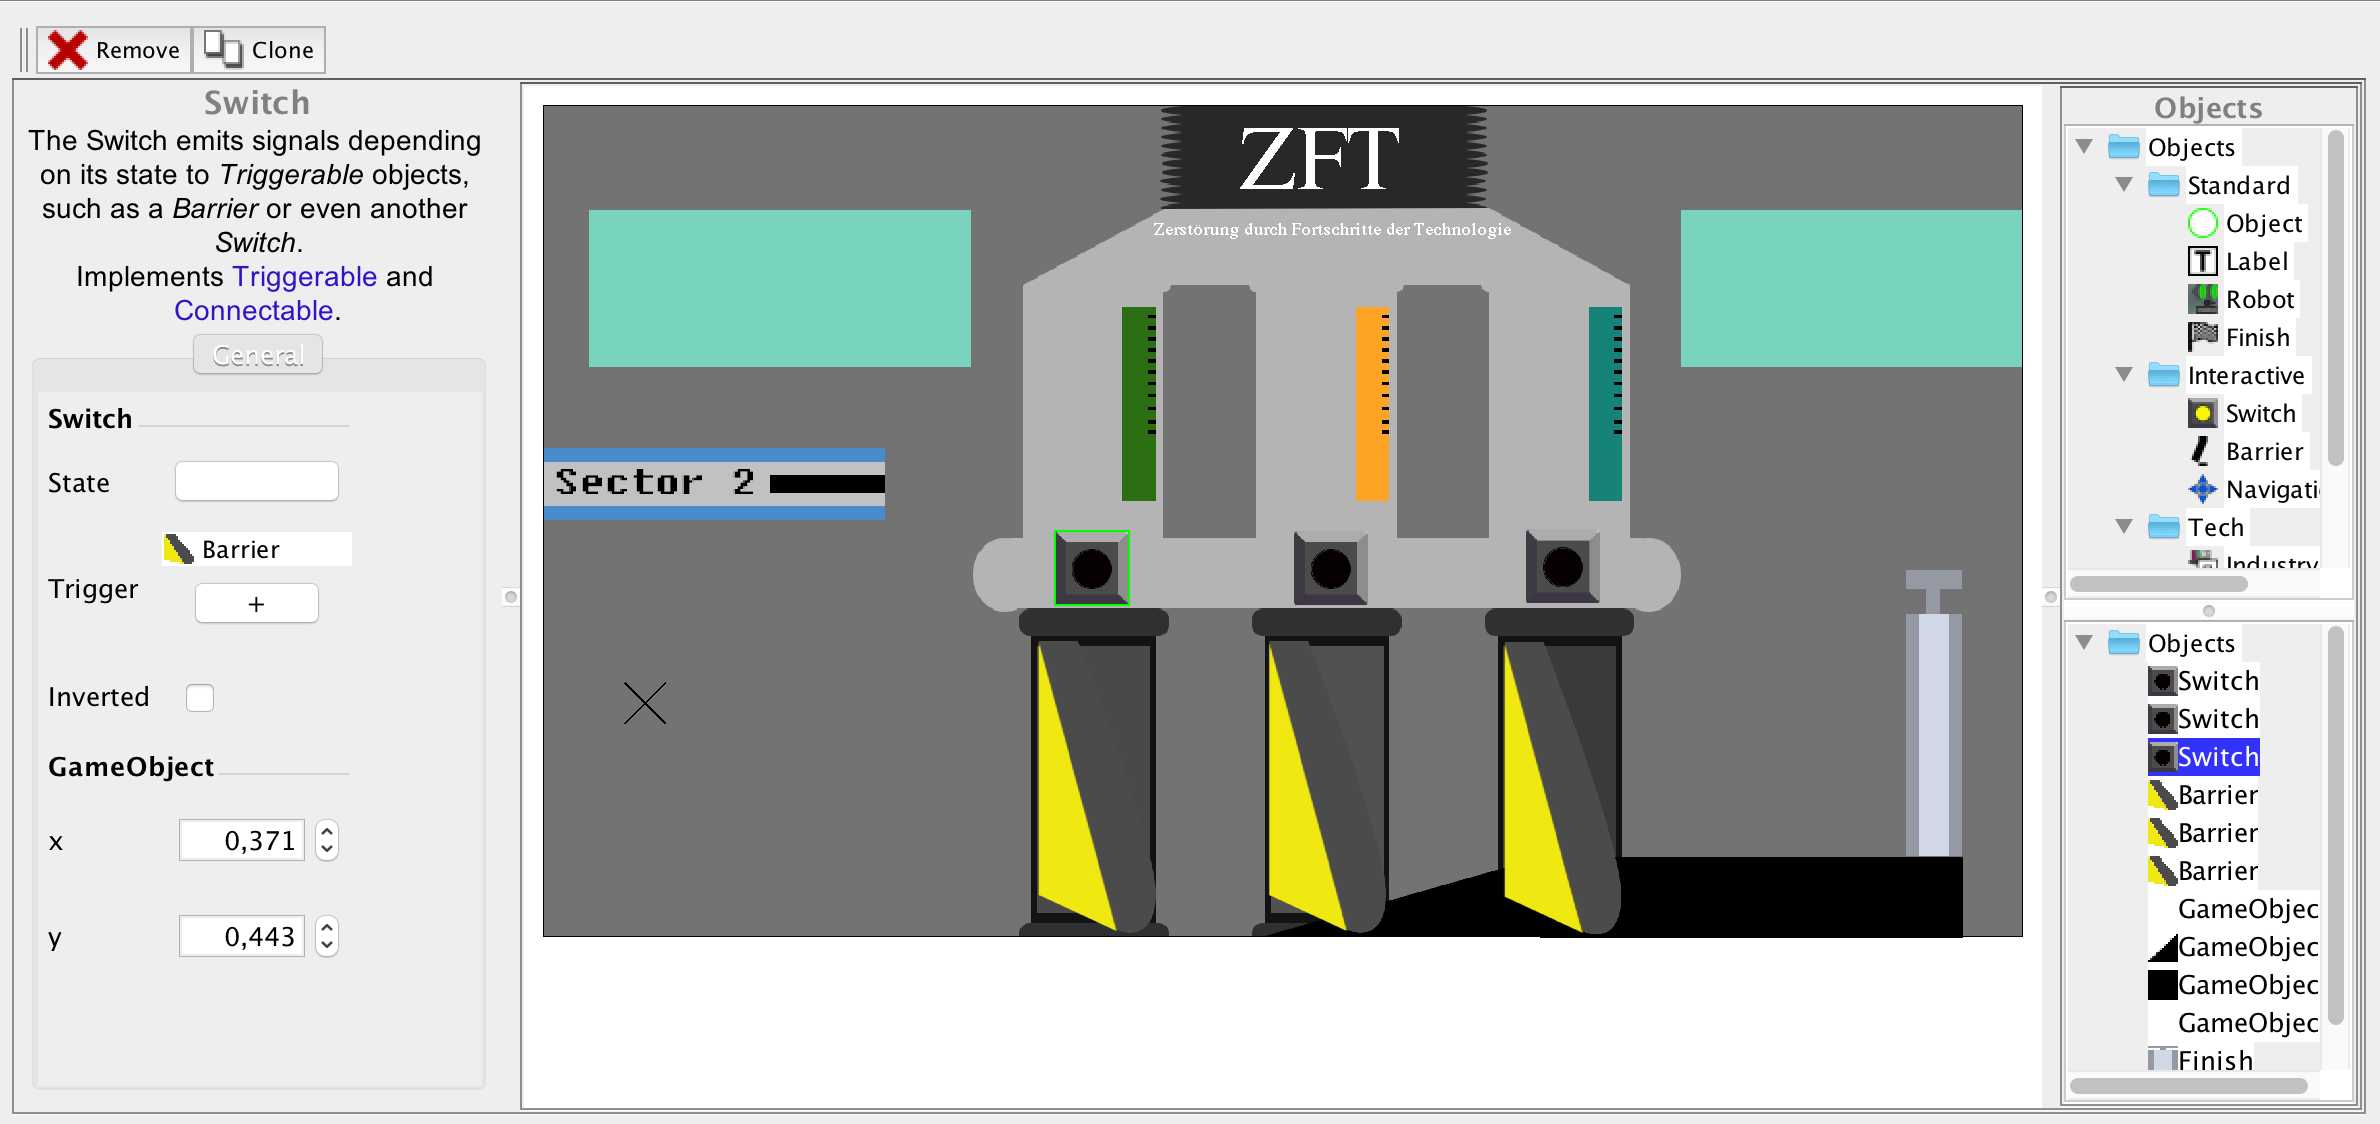 Remove
Clone
Switch
The Switch emits signals depending
on its state to Triggerable objects,
such as a Barrier or even another
Switch.
Implements Triggerable and
Connectable.
General
Switch
State
Barrier
Trigger
+
Inverted
GameObject
x
0,371
y
0,443
ZFT
Zerstörung durch Fortschritte der Technologie
Sector 2
Objects
Objects
Standard
Object
T Label
Robot
Finish
Interactive
Switch
Barrier
Navigati
Tech
Industry
Objects
Switch
Switch
Switch
Barrier
Barrier
Barrier
GameObjec
GameObjec
GameObjec
GameObjec
Finish